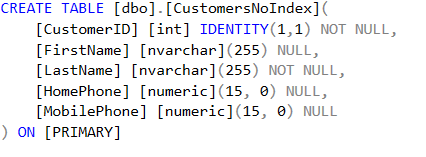 CREATE TABLE [dbo].[CustomersNoIndex](
[CustomerID] [int] IDENTITY(1,1) NOT NULL,
[FirstName] [nvarchar](255) NULL,
[LastName] [nvarchar](255) NOT NULL,
[HomePhone] [numeric](15, 0) NULL,
[MobilePhone] [numeric](15, 0) NULL
) ON [PRIMARY]